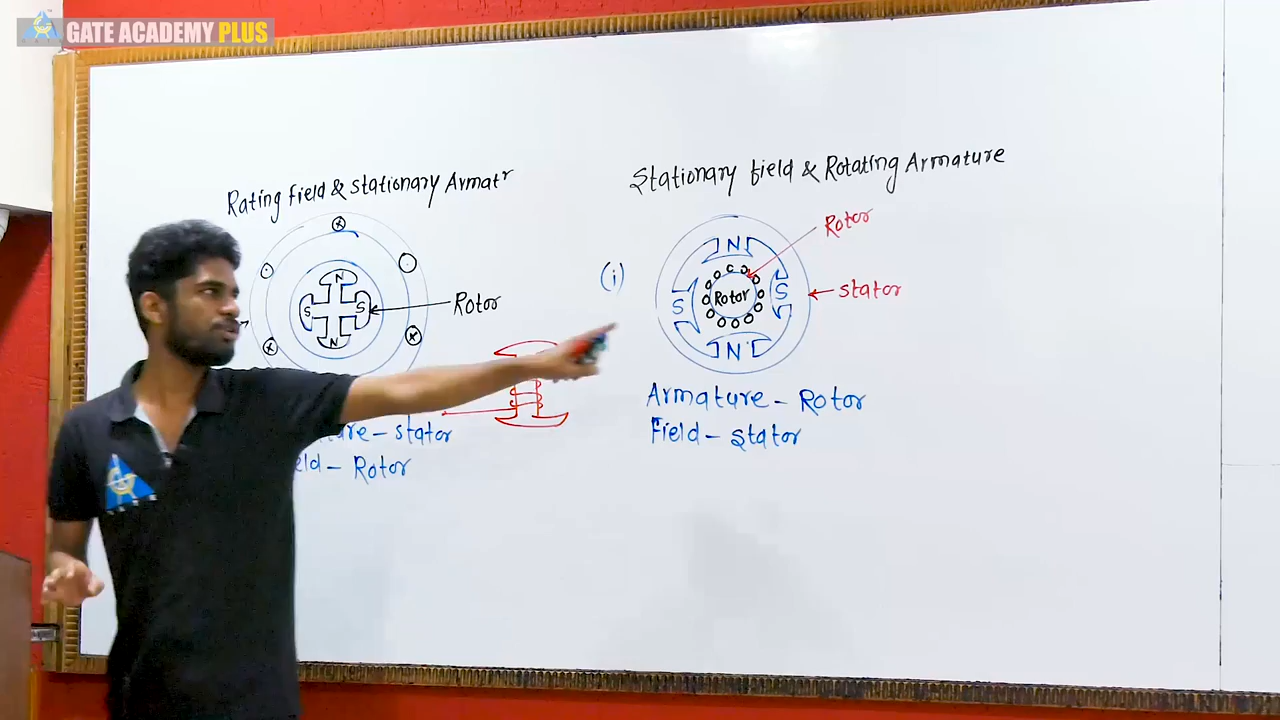 GATE ACADEMY PLUS
Rating field & stationary Armatr
N
S
S
N
Rotor
ture - stator
eld - Rotor
Stationary field & Rotating Armature
(i)
Rotor
N
S
Rotor
S
stator
N
Armature - Rotor
Field - Stator